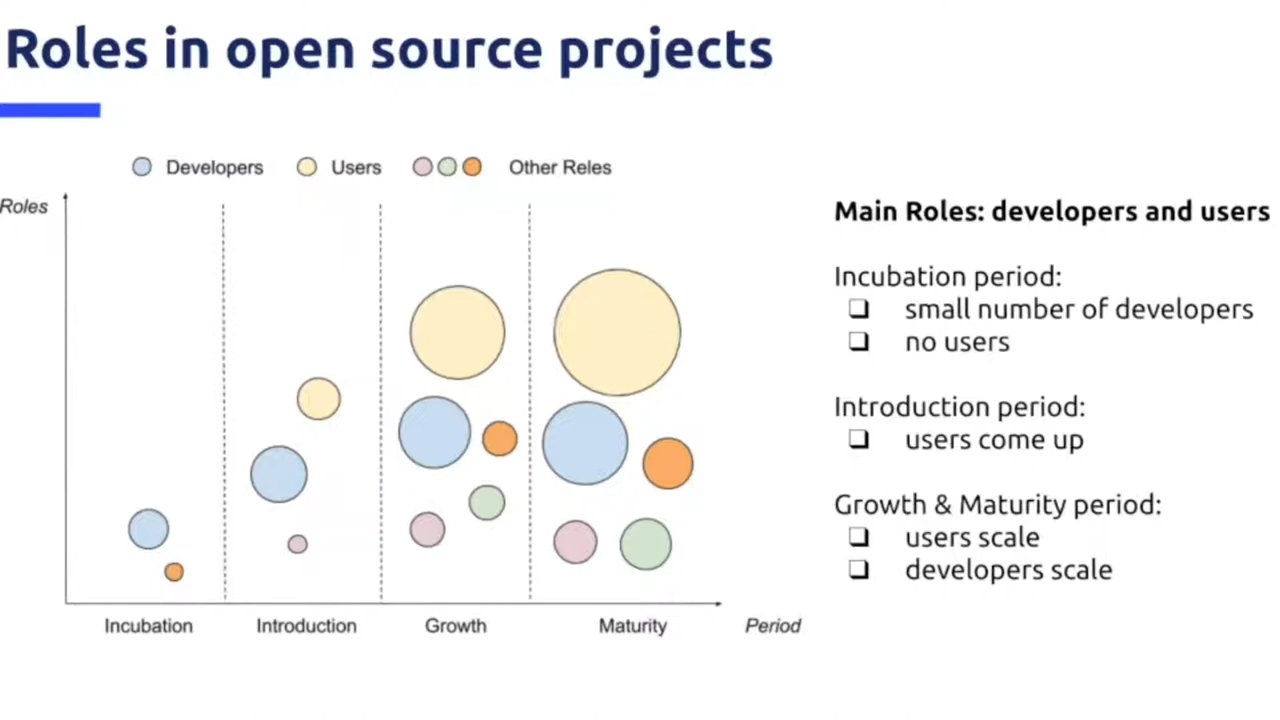 Roles in open source projects
Developers Users Other Reles
Roles
Incubation Introduction Growth Maturity Period
Main Roles: developers and users
Incubation period:
❑ small number of developers
❑ no users
Introduction period:
❑ users come up
Growth & Maturity period:
❑ users scale
❑ developers scale